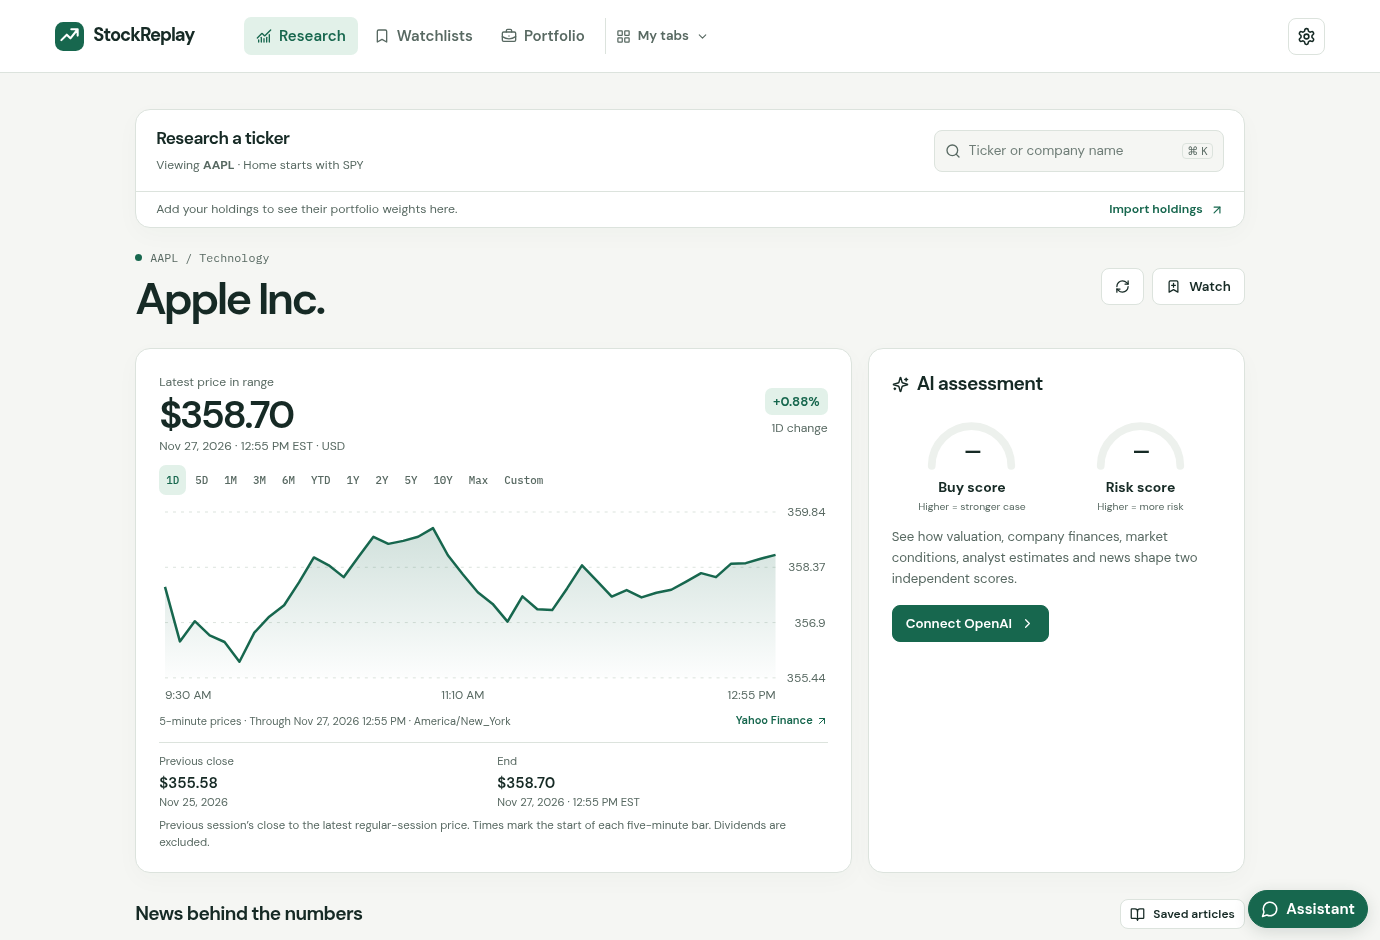 StockReplay
Research
Watchlists
Portfolio
My tabs
Research a ticker
Viewing AAPL · Home starts with SPY
Ticker or company name
⌘ K
Add your holdings to see their portfolio weights here.
Import holdings
AAPL / Technology
Apple Inc.
Watch
Latest price in range
$358.70
Nov 27, 2026 · 12:55 PM EST · USD
+0.88%
1D change
1D 5D 1M 3M 6M YTD 1Y 2Y 5Y 10Y Max Custom
359.84
358.37
356.9
355.44
9:30 AM 11:10 AM 12:55 PM
5-minute prices · Through Nov 27, 2026 12:55 PM · America/New_York
Yahoo Finance
Previous close
$355.58
Nov 25, 2026
End
$358.70
Nov 27, 2026 · 12:55 PM EST
Previous session's close to the latest regular-session price. Times mark the start of each five-minute bar. Dividends are
excluded.
AI assessment
—
Buy score
Higher = stronger case
—
Risk score
Higher = more risk
See how valuation, company finances, market
conditions, analyst estimates and news shape two
independent scores.
Connect OpenAI
News behind the numbers
Saved articles
Assistant